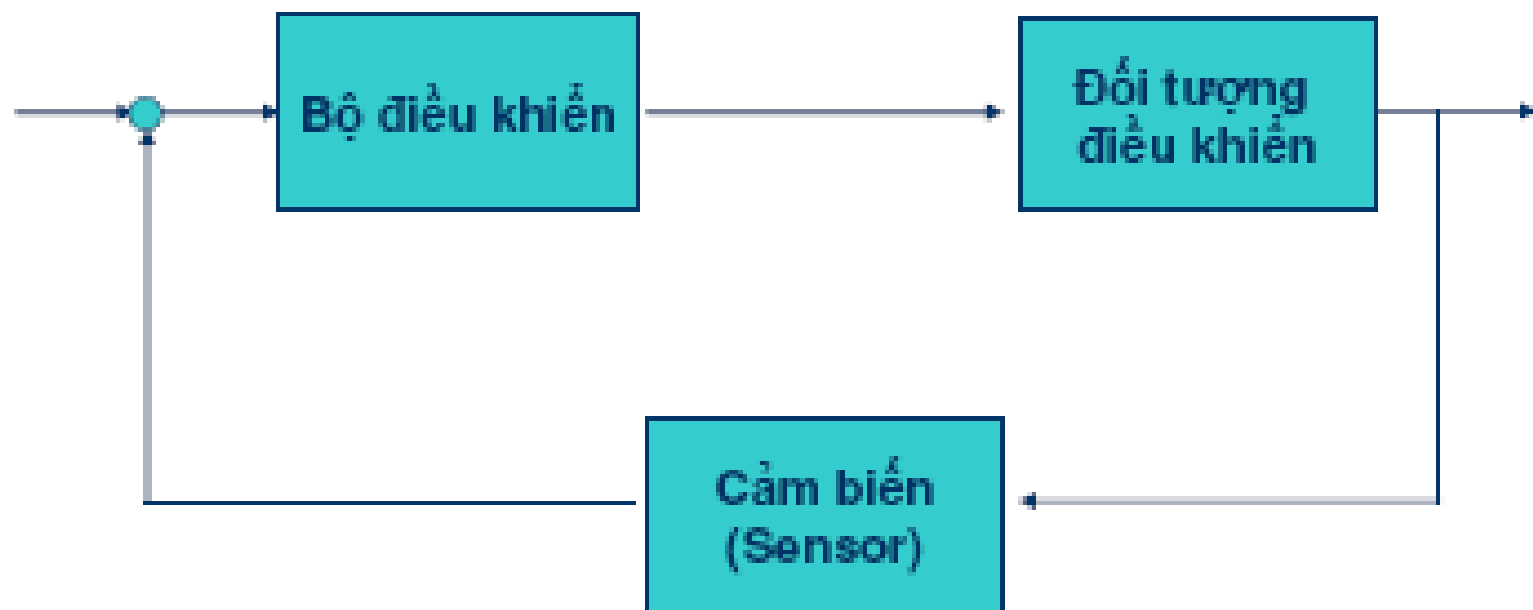 Bộ điều khiển
Đối tượng
điều khiển
Cảm biến
(Sensor)